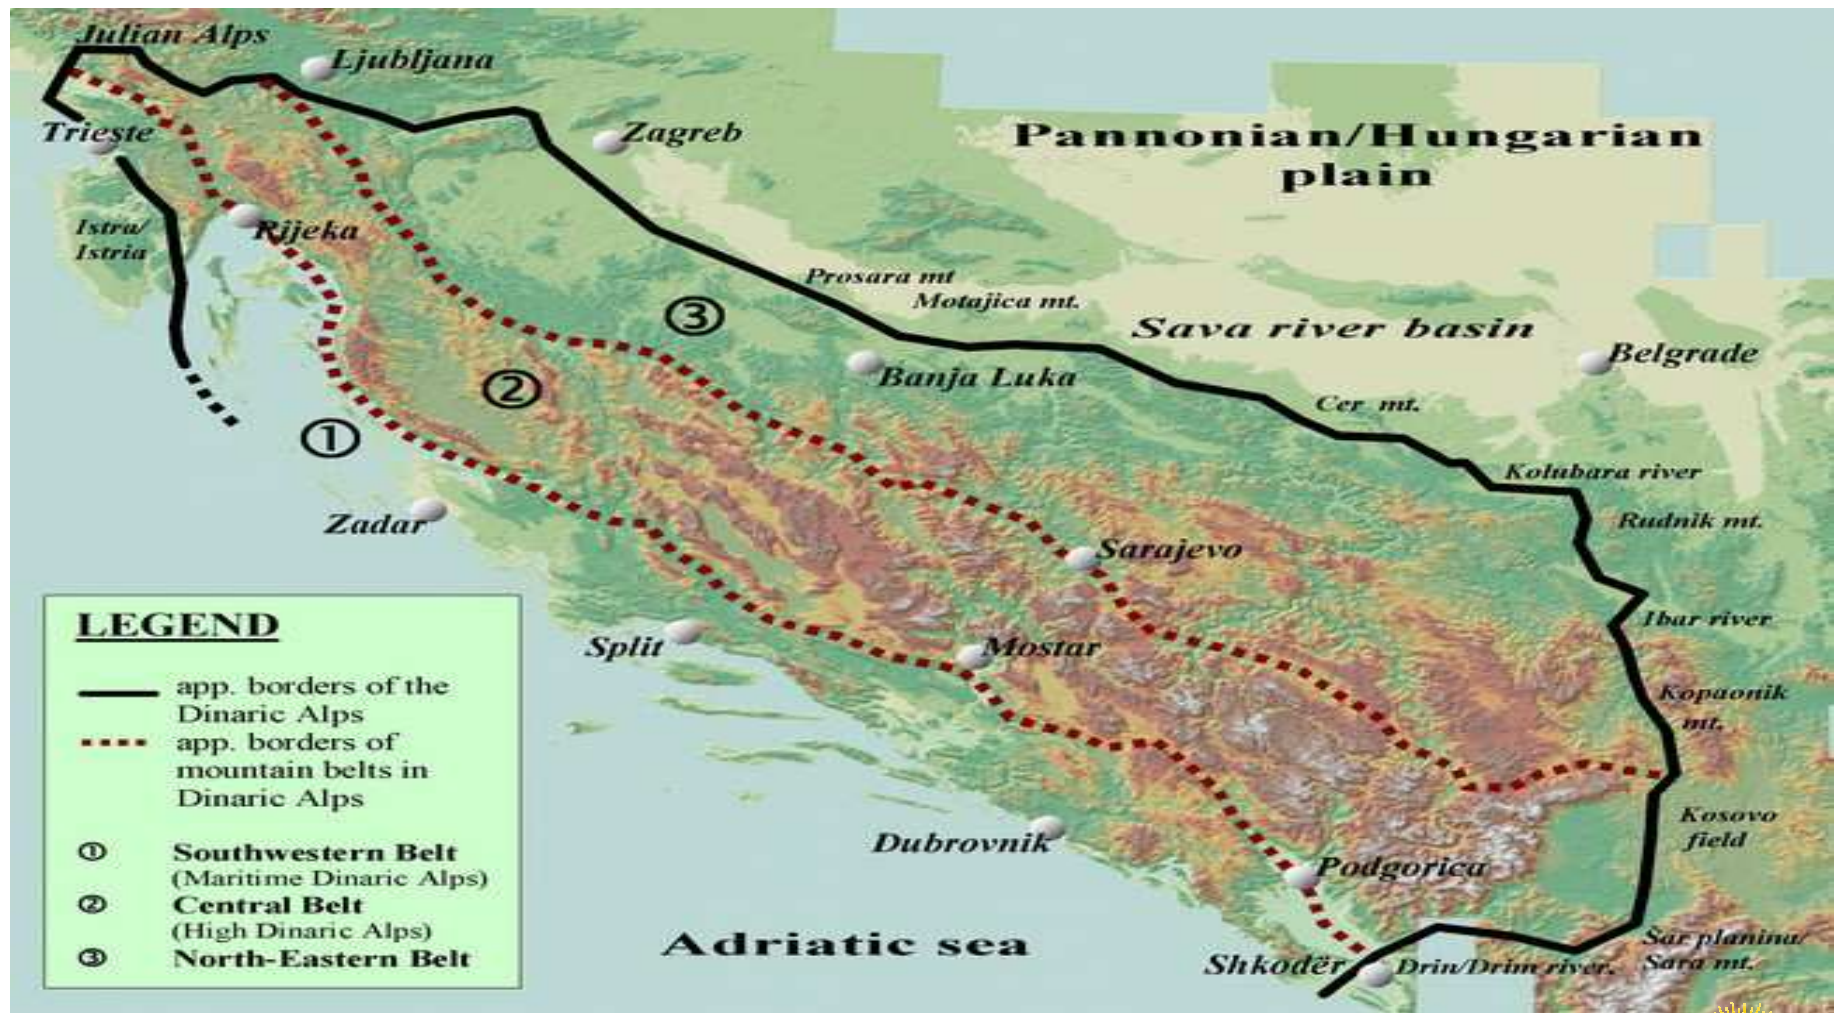 Julian Alps
Ljubljana
Trieste
Zagreb
Pannonian/Hungarian
plain
Istra/
Istria
Rijeka
Prosara mt
Motajica mt.
③
Sava river basin
Belgrade
②
Banja Luka
Cer mt.
①
Kolubara river
Zadar
Rudnik mt.
Sarajevo
Ibar river
Split
Mostar
Kopaonik
mt.
Kosovo
field
Dubrovnik
Podgorica
Adriatic sea
Shkodër
Drin/Drim river.
Šar planina/
Šara mt.
LEGEND
app. borders of the
Dinaric Alps
app. borders of
mountain belts in
Dinaric Alps
① Southwestern Belt
(Maritime Dinaric Alps)
② Central Belt
(High Dinaric Alps)
③ North-Eastern Belt